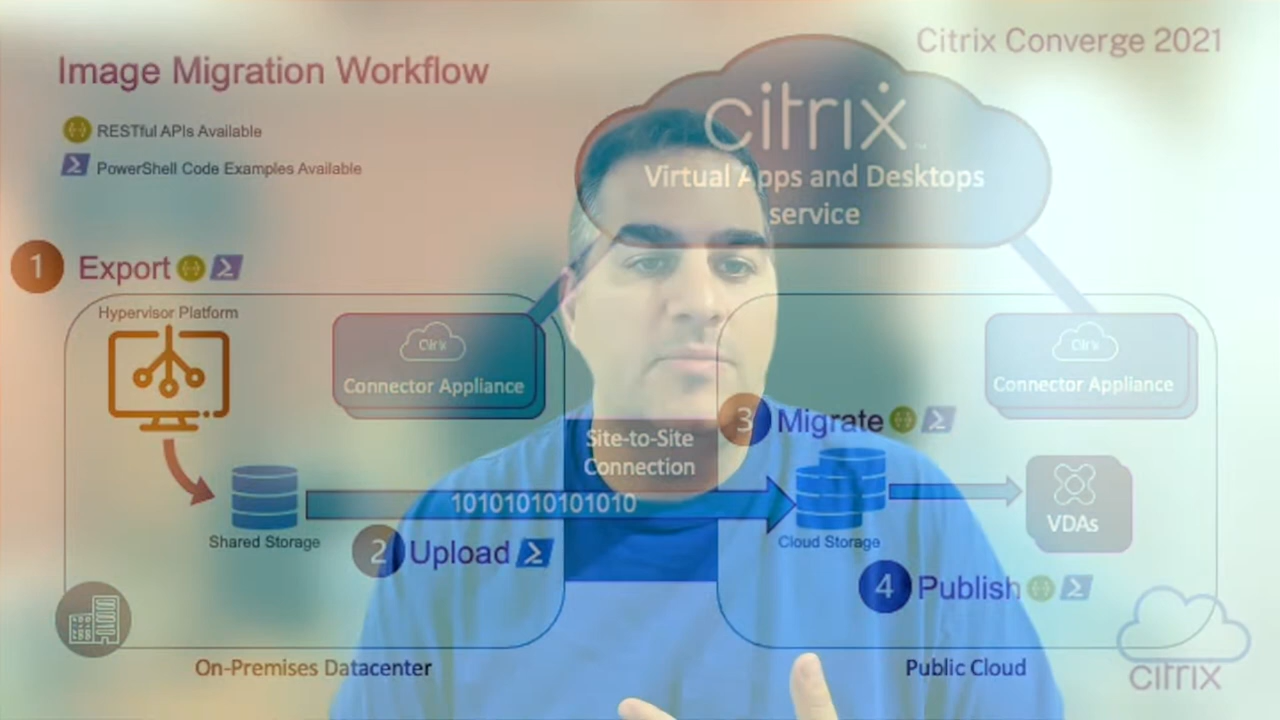 Citrix Converge 2021
Image Migration Workflow
RESTful APIs Available
PowerShell Code Examples Available
citrix
Virtual Apps and Desktops
service
1 Export
Hypervisor Platform
Citrix
Connector Appliance
Citrix
Connector Appliance
Site-to-Site
Connection
3 Migrate
10101010101010
VDAs
Shared Storage
Cloud Storage
2 Upload
4 Publish
On-Premises Datacenter
Public Cloud
citrix